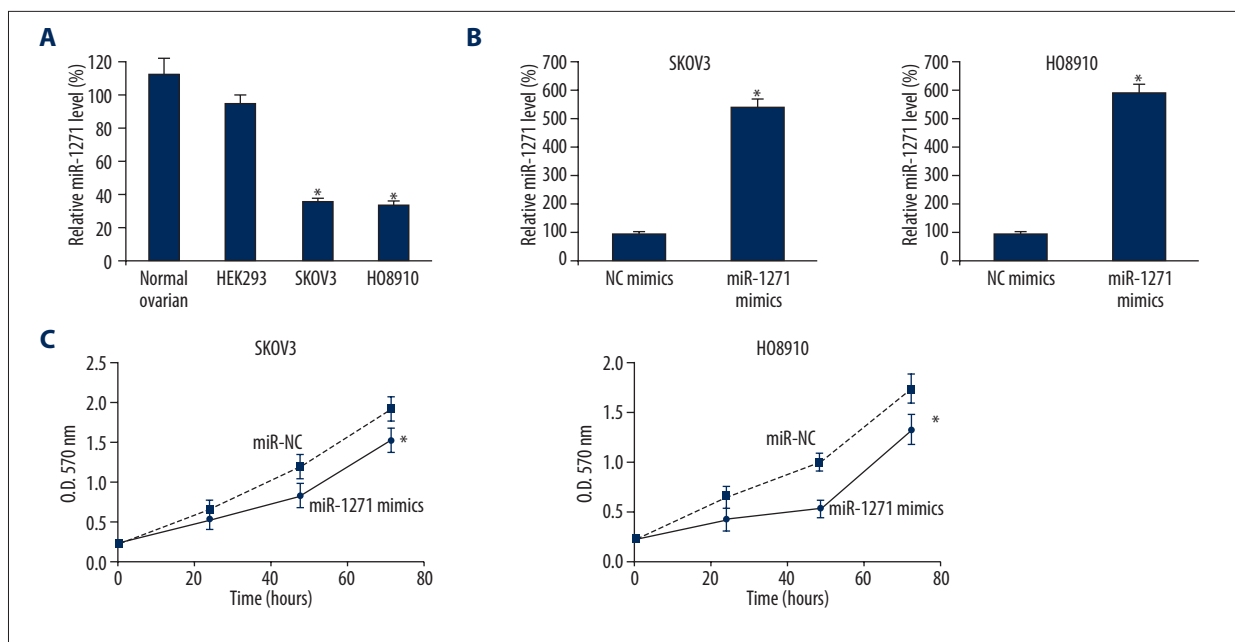 A
Relative miR-1271 level (%)
120
100
80
60
40
20
0
*
*
Normal
ovarian
HEK293
SKOV3
HO8910
B
SKOV3
Relative miR-1271 level (%)
700
600
500
400
300
200
100
0
*
NC mimics
miR-1271
mimics
HO8910
Relative miR-1271 level (%)
700
600
500
400
300
200
100
0
*
NC mimics
miR-1271
mimics
C
SKOV3
O.D. 570 nm
2.5
2.0
1.5
1.0
0.5
0.0
miR-NC
*
miR-1271 mimics
0
20
40
60
80
Time (hours)
HO8910
O.D. 570 nm
2.0
1.5
1.0
0.5
0.0
miR-NC
*
miR-1271 mimics
0
20
40
60
80
Time (hours)